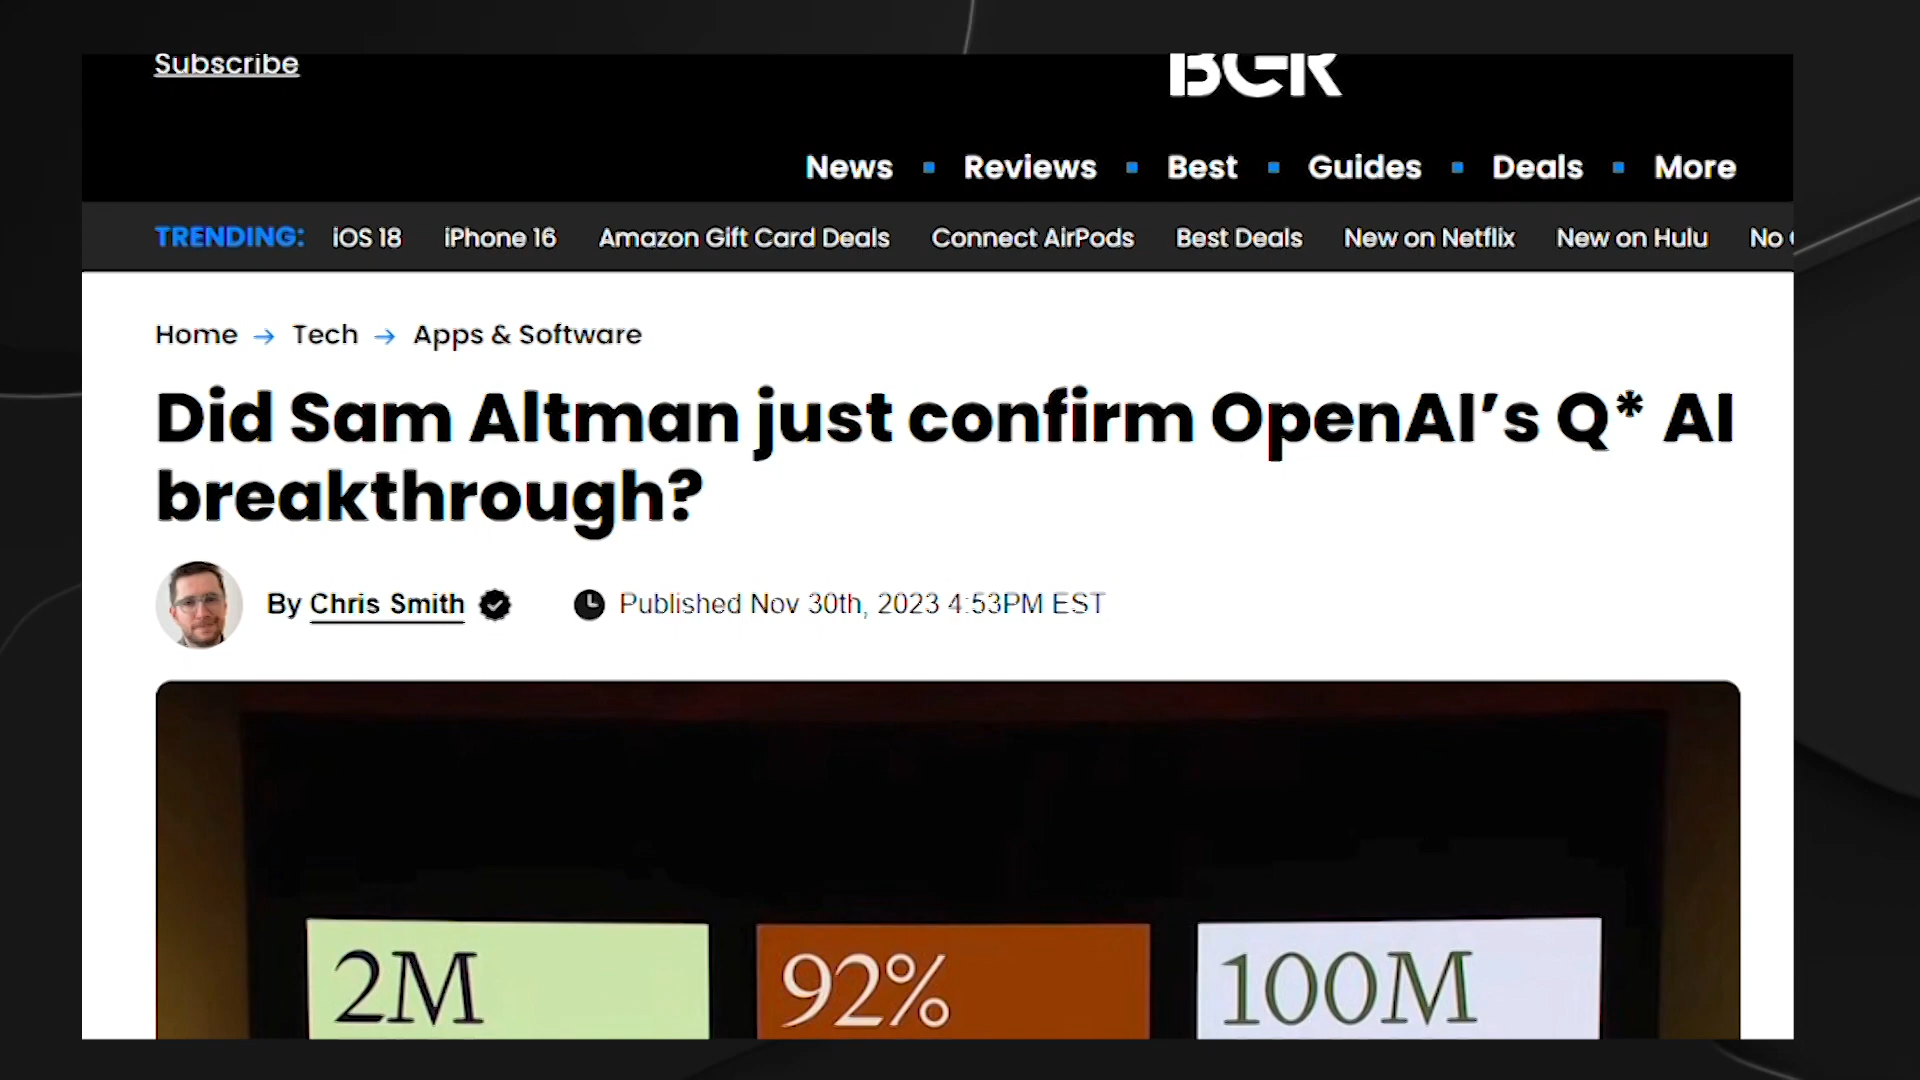 Subscribe
BGR
News Reviews Best Guides Deals More
TRENDING: iOS 18 iPhone 16 Amazon Gift Card Deals Connect AirPods Best Deals New on Netflix New on Hulu No
Home → Tech → Apps & Software
Did Sam Altman just confirm OpenAI’s Q* AI
breakthrough?
By Chris Smith Published Nov 30th, 2023 4:53PM EST
2M 92% 100M